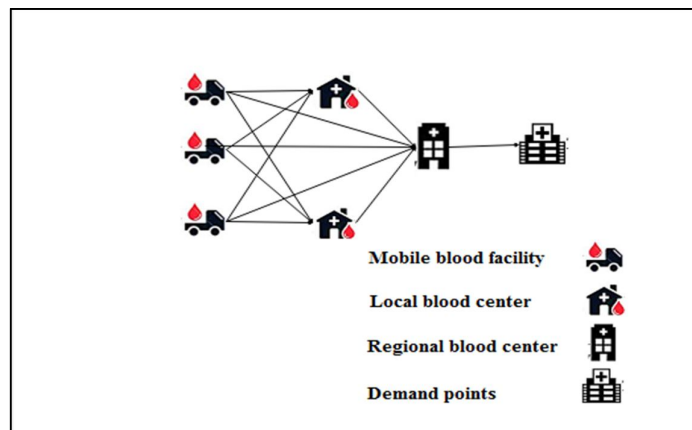 Mobile blood facility
Local blood center
Regional blood center
Demand points